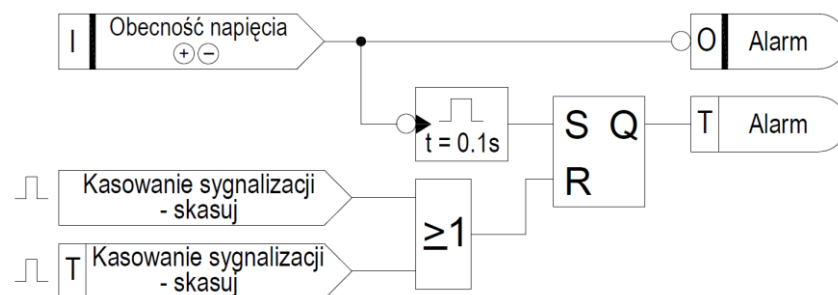 I
Obecność napięcia
+ −
O
Alarm
t = 0.1s
S Q
R
T
Alarm
Kasowanie sygnalizacji
- skasuj
≥1
T
Kasowanie sygnalizacji
- skasuj